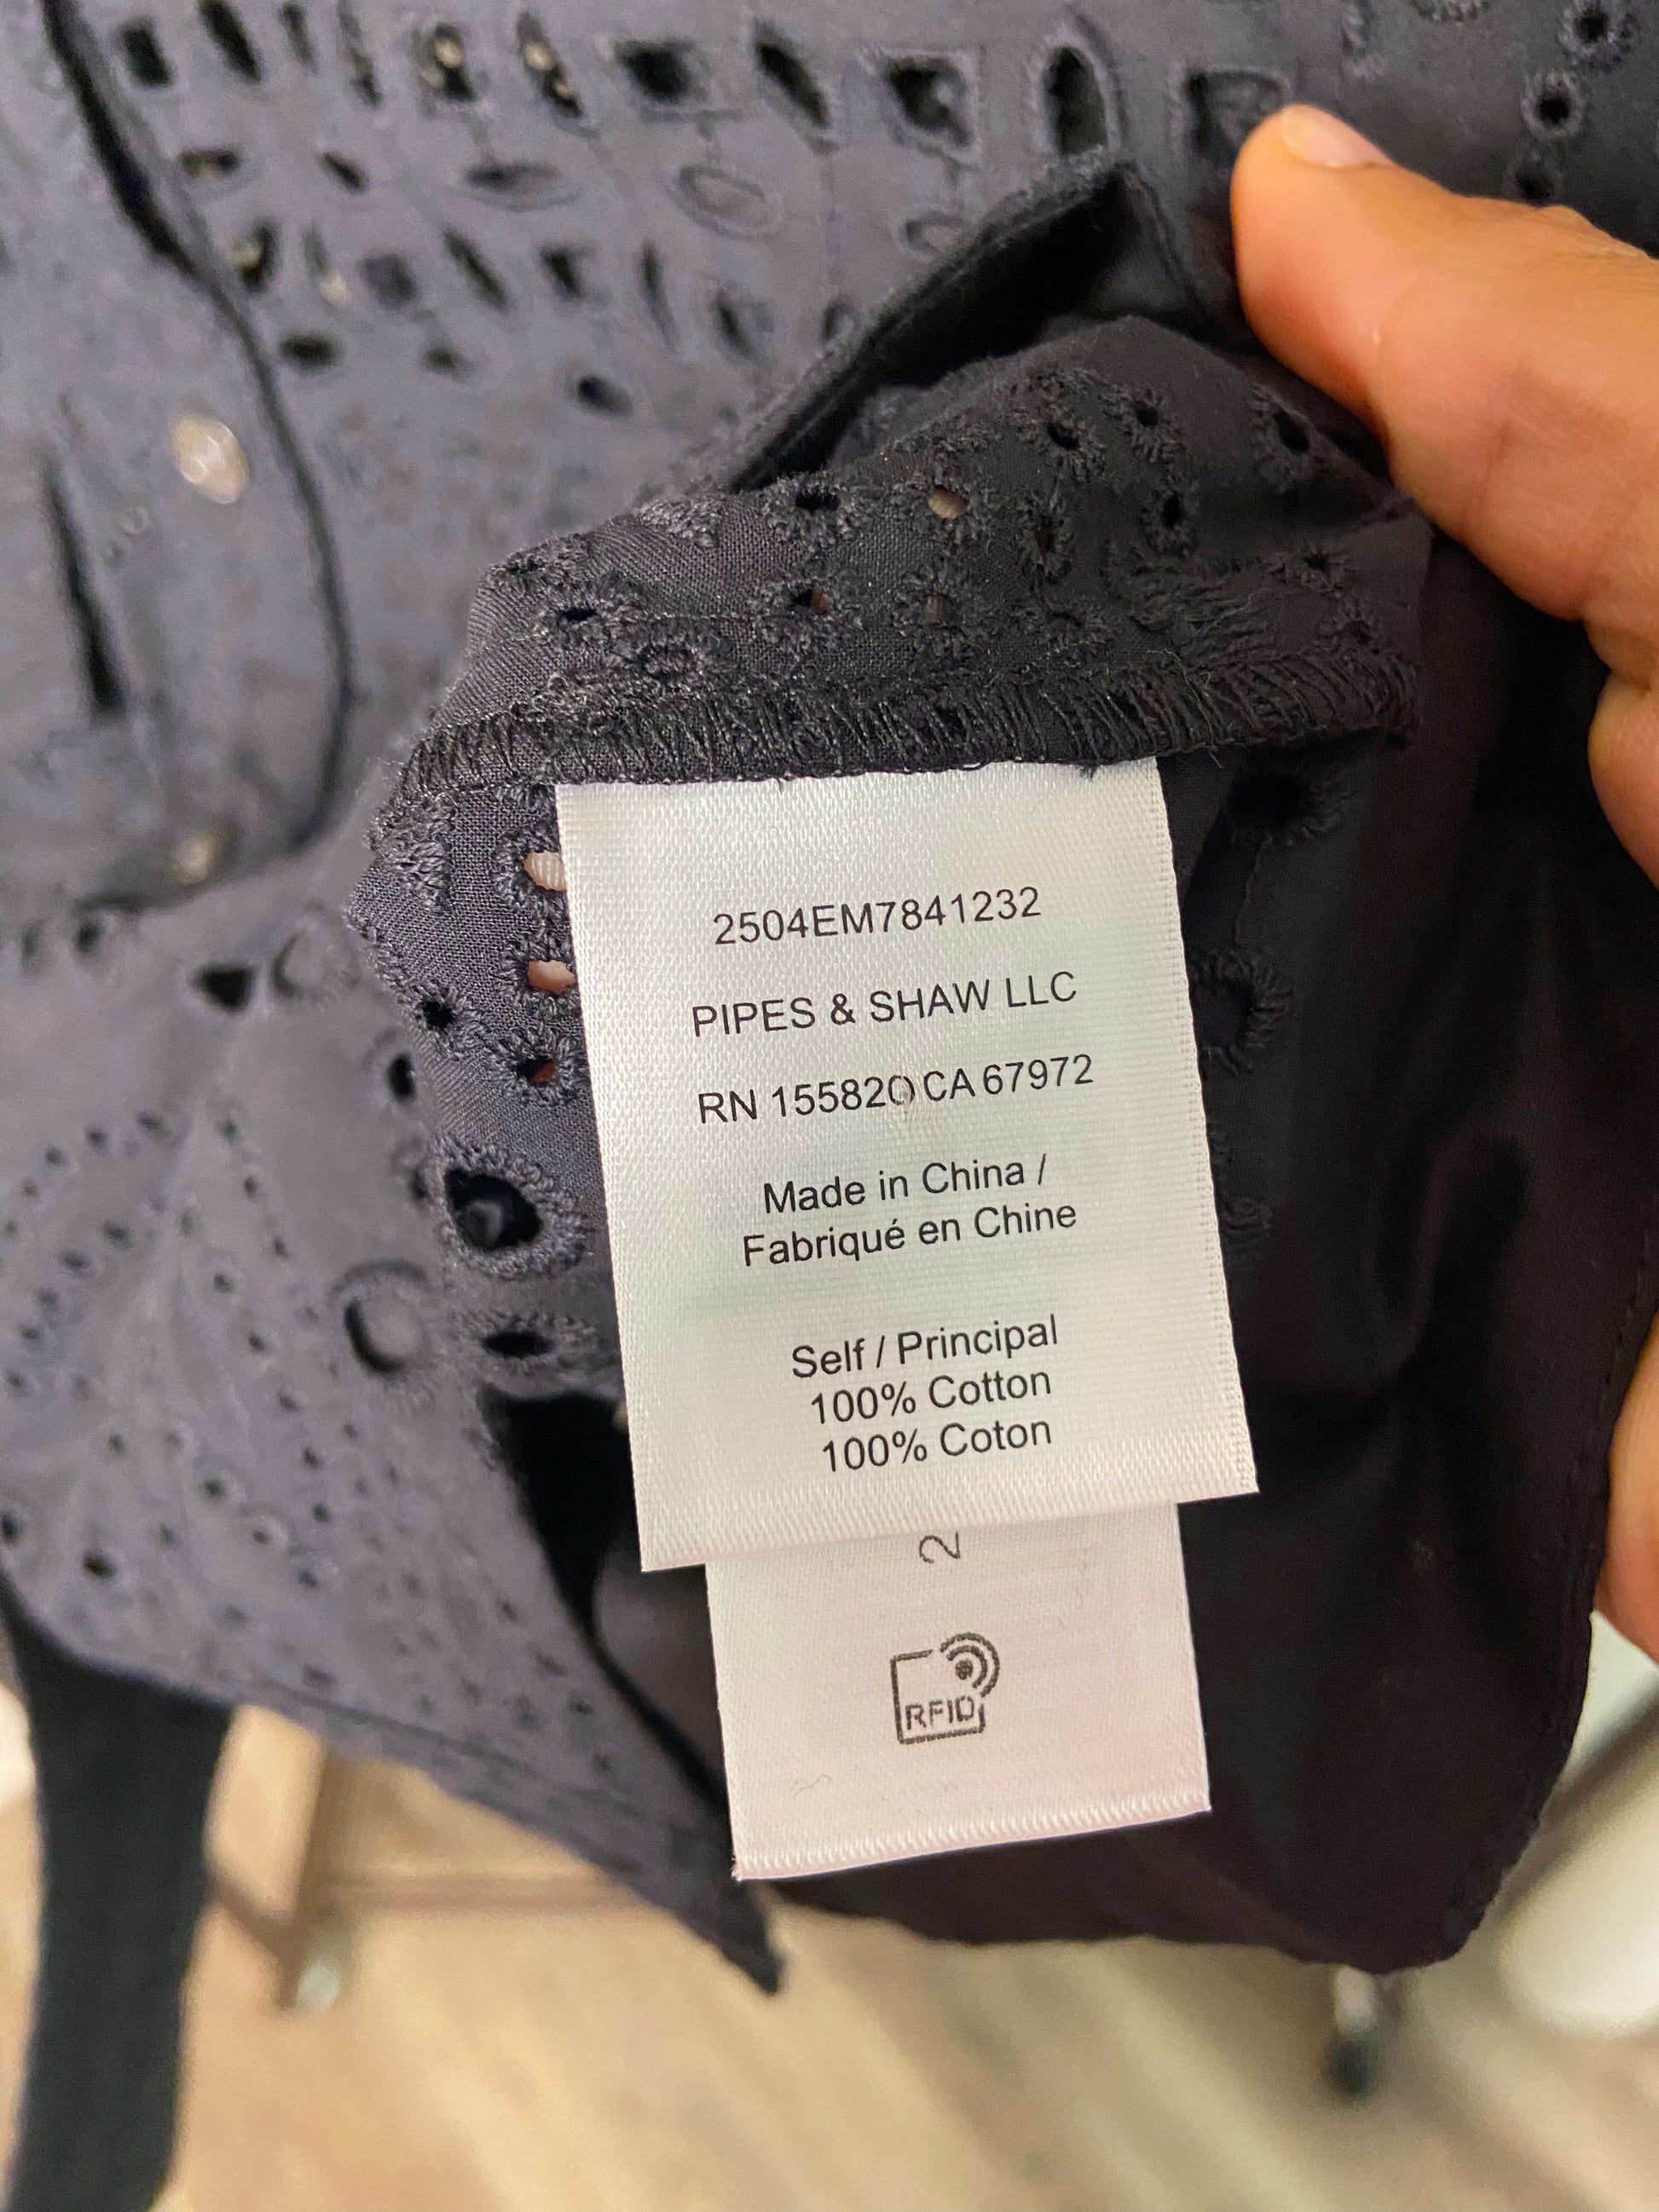 2504EM7841232
PIPES & SHAW LLC
RN 155820 CA 67972
Made in China /
Fabriqué en Chine
Self / Principal
100% Cotton
100% Coton
2
RFID